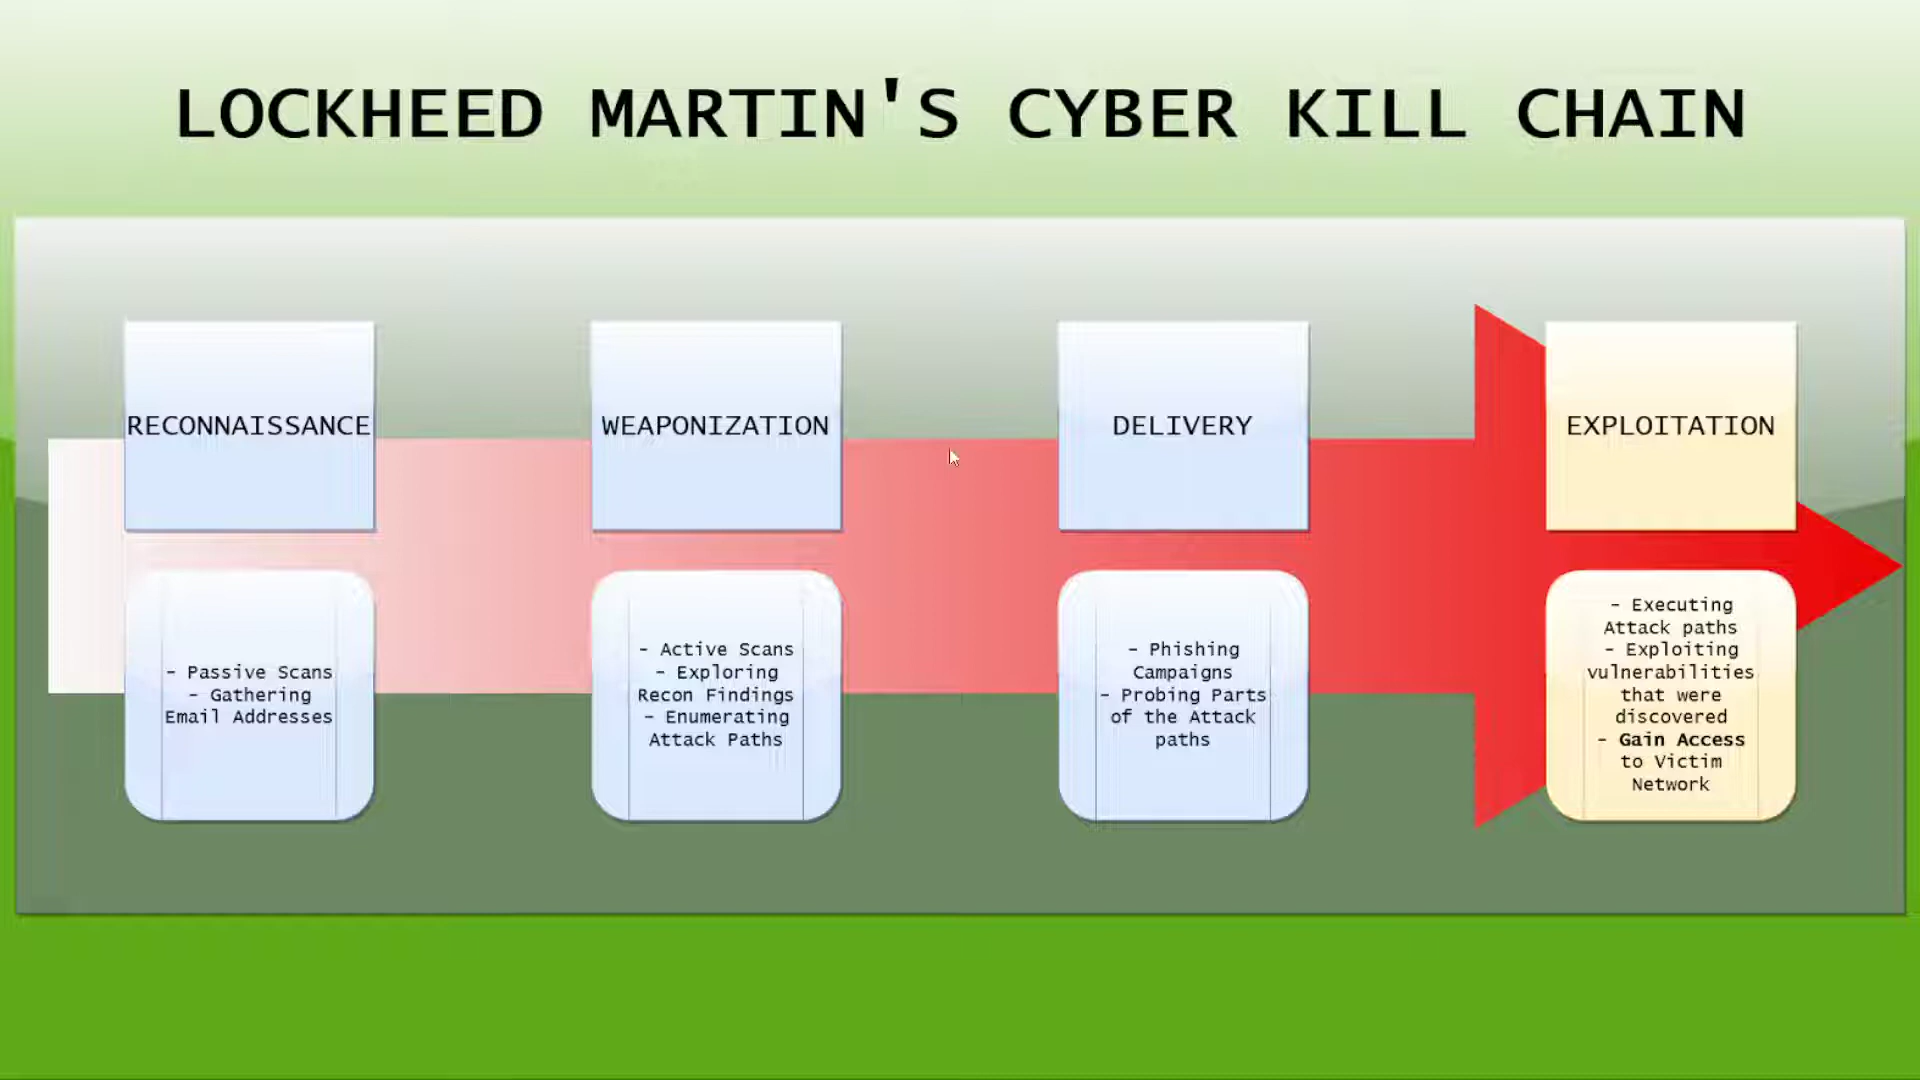 LOCKHEED MARTIN'S CYBER KILL CHAIN
RECONNAISSANCE
- Passive Scans
- Gathering
Email Addresses
WEAPONIZATION
- Active Scans
- Exploring
Recon Findings
- Enumerating
Attack Paths
DELIVERY
- Phishing
Campaigns
- Probing Parts
of the Attack
paths
EXPLOITATION
- Executing
Attack paths
- Exploiting
vulnerabilities
that were
discovered
- Gain Access
to Victim
Network